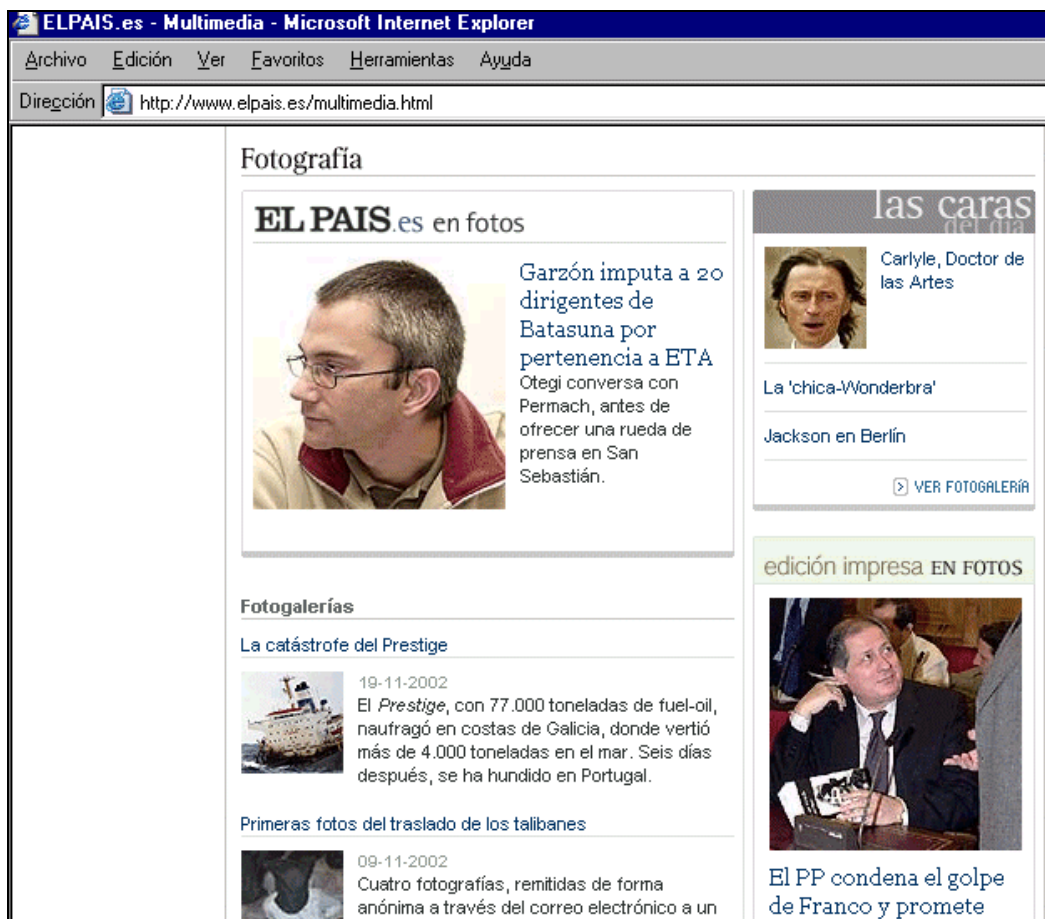 ELPAIS.es - Multimedia - Microsoft Internet Explorer
Archivo Edición Ver Favoritos Herramientas Ayuda
Dirección http://www.elpais.es/multimedia.html
Fotografía
EL PAIS.es en fotos
Garzón imputa a 20
dirigentes de
Batasuna por
pertenencia a ETA
Otegi conversa con
Permach, antes de
ofrecer una rueda de
prensa en San
Sebastián.
Fotogalerías
La catástrofe del Prestige
19-11-2002
El Prestige, con 77.000 toneladas de fuel-oil,
naufragó en costas de Galicia, donde vertió
más de 4.000 toneladas en el mar. Seis días
después, se ha hundido en Portugal.
Primeras fotos del traslado de los talibanes
09-11-2002
Cuatro fotografías, remitidas de forma
anónima a través del correo electrónico a un
las caras
del día
Carlyle, Doctor de
las Artes
La 'chica-Wonderbra'
Jackson en Berlín
VER FOTOGALERÍA
edición impresa EN FOTOS
El PP condena el golpe
de Franco y promete